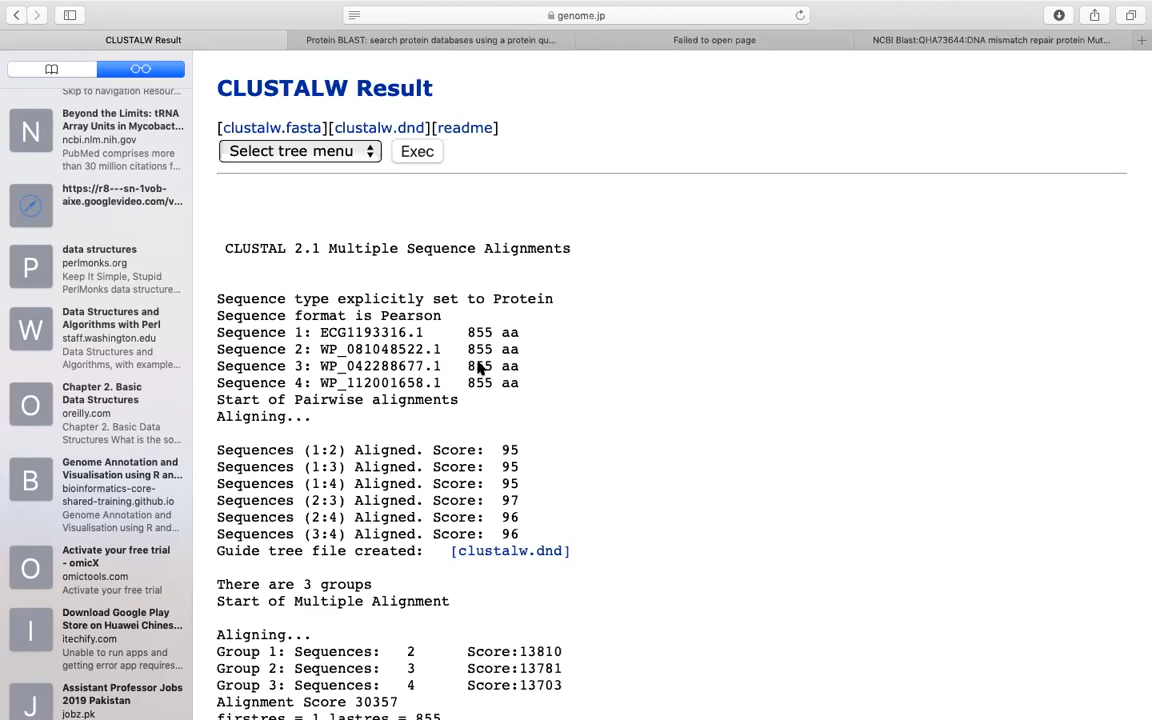 genome.jp
CLUSTALW Result
Protein BLAST: search protein databases using a protein qu...
Failed to open page
NCBI Blast:QHA73644:DNA mismatch repair protein Mut...
Skip to navigation Resour...
N
Beyond the Limits: tRNA
Array Units in Mycobact...
ncbi.nlm.nih.gov
PubMed comprises more
than 30 million citations f...
https://r8---sn-1vob-
aixe.googlevideo.com/v...
P
data structures
perlmonks.org
Keep It Simple, Stupid
PerlMonks data structure...
W
Data Structures and
Algorithms with Perl
staff.washington.edu
Data Structures and
Algorithms, with example...
O
Chapter 2. Basic
Data Structures
oreilly.com
Chapter 2. Basic Data
Structures What is the so...
B
Genome Annotation and
Visualisation using R an...
bioinformatics-core-
shared-training.github.io
Genome Annotation and
Visualisation using R and...
O
Activate your free trial
- omicX
omictools.com
Activate your free trial
I
Download Google Play
Store on Huawei Chines...
itechify.com
Unable to run apps and
getting error app requires...
J
Assistant Professor Jobs
2019 Pakistan
jobz.pk
CLUSTALW Result
[clustalw.fasta][clustalw.dnd][readme]
Select tree menu Exec
CLUSTAL 2.1 Multiple Sequence Alignments
Sequence type explicitly set to Protein
Sequence format is Pearson
Sequence 1: ECG1193316.1 855 aa
Sequence 2: WP_081048522.1 855 aa
Sequence 3: WP_042288677.1 855 aa
Sequence 4: WP_112001658.1 855 aa
Start of Pairwise alignments
Aligning...
Sequences (1:2) Aligned. Score: 95
Sequences (1:3) Aligned. Score: 95
Sequences (1:4) Aligned. Score: 95
Sequences (2:3) Aligned. Score: 97
Sequences (2:4) Aligned. Score: 96
Sequences (3:4) Aligned. Score: 96
Guide tree file created: [clustalw.dnd]
There are 3 groups
Start of Multiple Alignment
Aligning...
Group 1: Sequences: 2 Score:13810
Group 2: Sequences: 3 Score:13781
Group 3: Sequences: 4 Score:13703
Alignment Score 30357
firstres = 1 lastres = 855